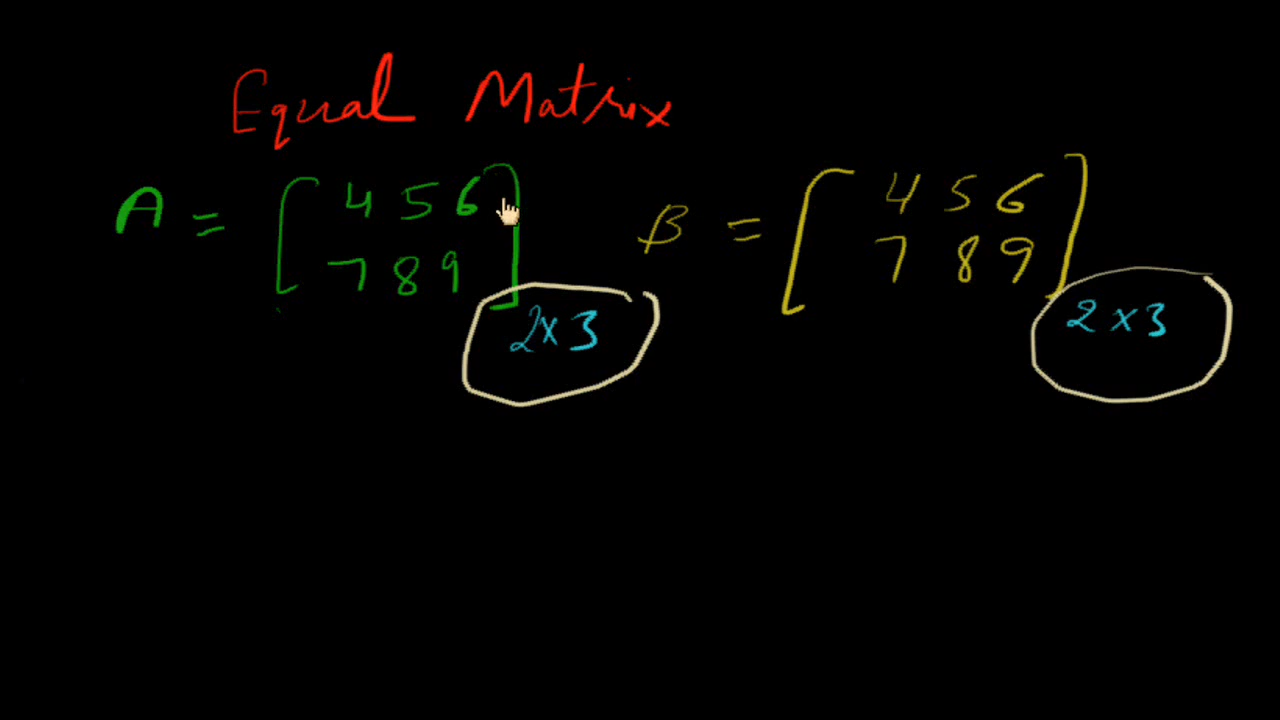 Equal Matrix
A = [ 4 5 6 ] B = [ 4 5 6 ]
7 8 9 7 8 9
2x3 2x3